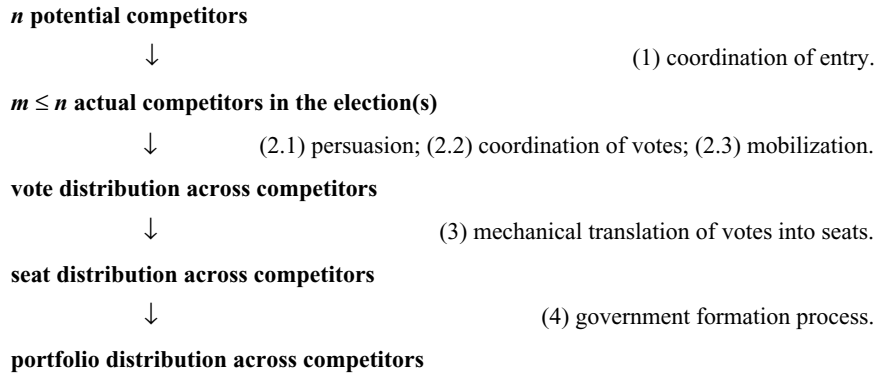 n potential competitors
↓ (1) coordination of entry.
m ≤ n actual competitors in the election(s)
↓ (2.1) persuasion; (2.2) coordination of votes; (2.3) mobilization.
vote distribution across competitors
↓ (3) mechanical translation of votes into seats.
seat distribution across competitors
↓ (4) government formation process.
portfolio distribution across competitors